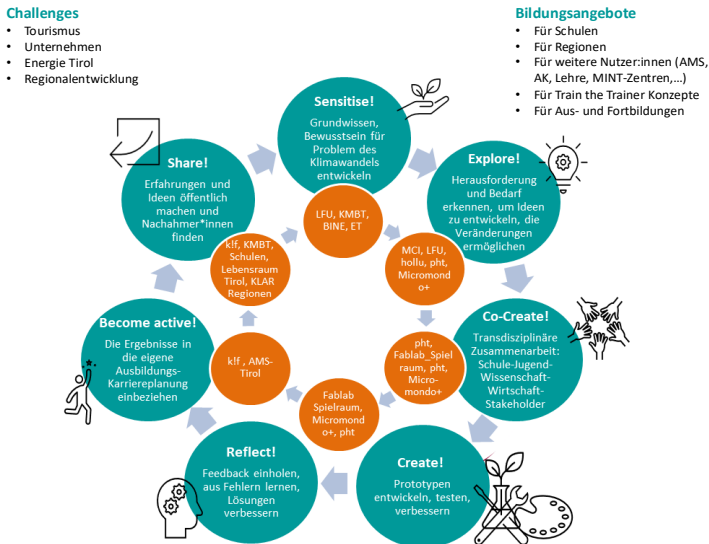 Challenges
• Tourismus
• Unternehmen
• Energie Tirol
• Regionalentwicklung
Bildungsangebote
• Für Schulen
• Für Regionen
• Für weitere Nutzer:innen (AMS,
AK, Lehre, MINT-Zentren,...)
• Für Train the Trainer Konzepte
• Für Aus- und Fortbildungen
Sensitise!
Grundwissen,
Bewusstsein für
Problem des
Klimawandels
entwickeln
LFU, KMBT,
BINE, ET
Explore!
Herausforderung
und Bedarf
erkennen, um Ideen
zu entwickeln, die
Veränderungen
ermöglichen
MCI, LFU,
hollu, pht,
Micromond
o+
Co-Create!
Transdisziplinäre
Zusammenarbeit:
Schule-Jugend-
Wissenschaft-
Wirtschaft-
Stakeholder
pht,
Fablab_Spiel
raum, pht,
Micro-
mondo+
Create!
Prototypen
entwickeln, testen,
verbessern
Fablab
Spielraum,
Micromond
o+, pht
Reflect!
Feedback einholen,
aus Fehlern lernen,
Lösungen
verbessern
Become active!
Die Ergebnisse in
die eigene
Ausbildungs-
Karriereplanung
einbeziehen
k!f , AMS-
Tirol
Share!
Erfahrungen und
Ideen öffentlich
machen und
Nachahmer*innen
finden
k!f, KMBT,
Schulen,
Lebensraum
Tirol, KLAR
Regionen